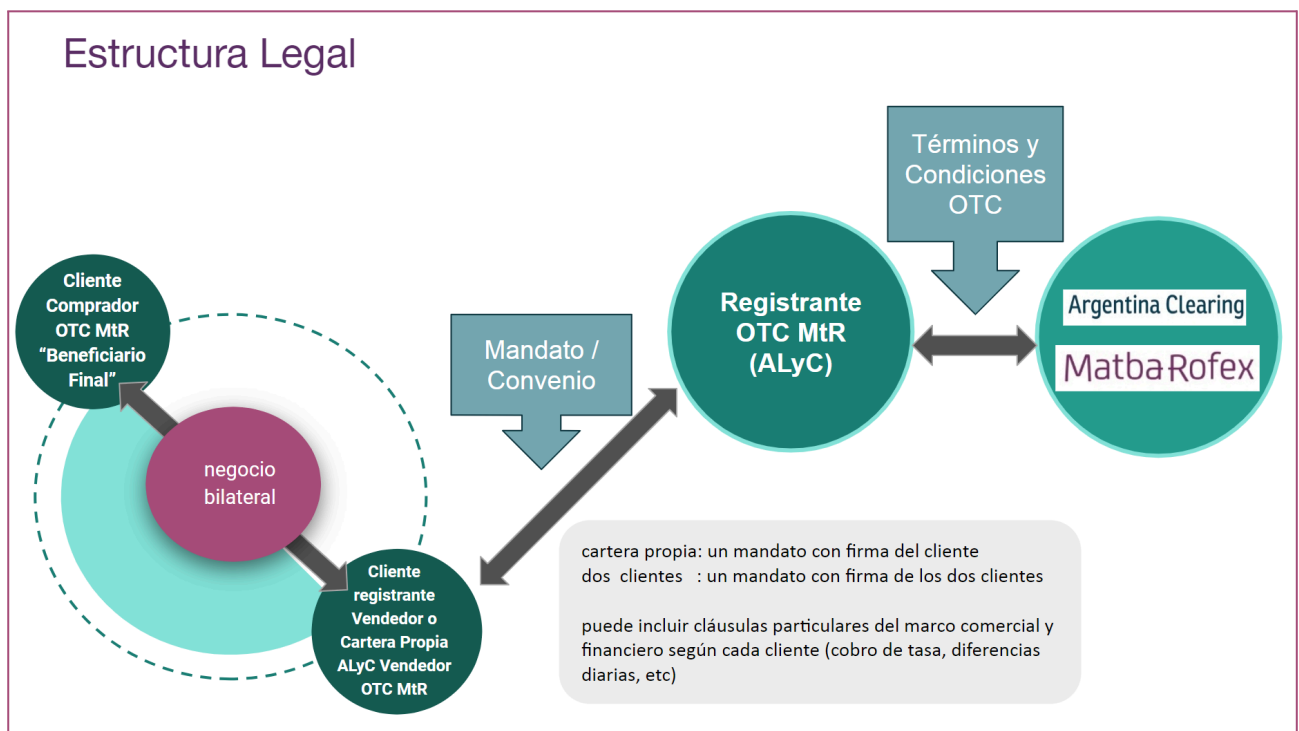 Estructura Legal
Términos y
Condiciones
OTC
Cliente
Comprador
OTC MtR
“Beneficiario
Final”
Mandato /
Convenio
Registrante
OTC MtR
(ALyC)
Argentina Clearing
MatbaRofex
negocio
bilateral
Cliente
registrante
Vendedor o
Cartera Propia
ALyC Vendedor
OTC MtR
cartera propia: un mandato con firma del cliente
dos clientes : un mandato con firma de los dos clientes
puede incluir cláusulas particulares del marco comercial y
financiero según cada cliente (cobro de tasa, diferencias
diarias, etc)